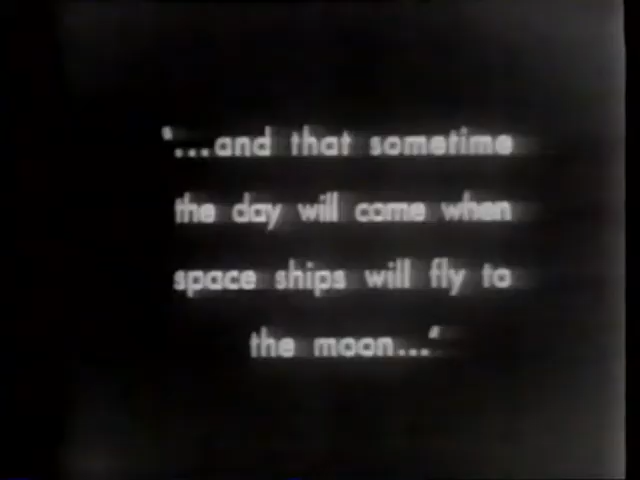 "...and that sometime
the day will come when
space ships will fly to
the moon..."